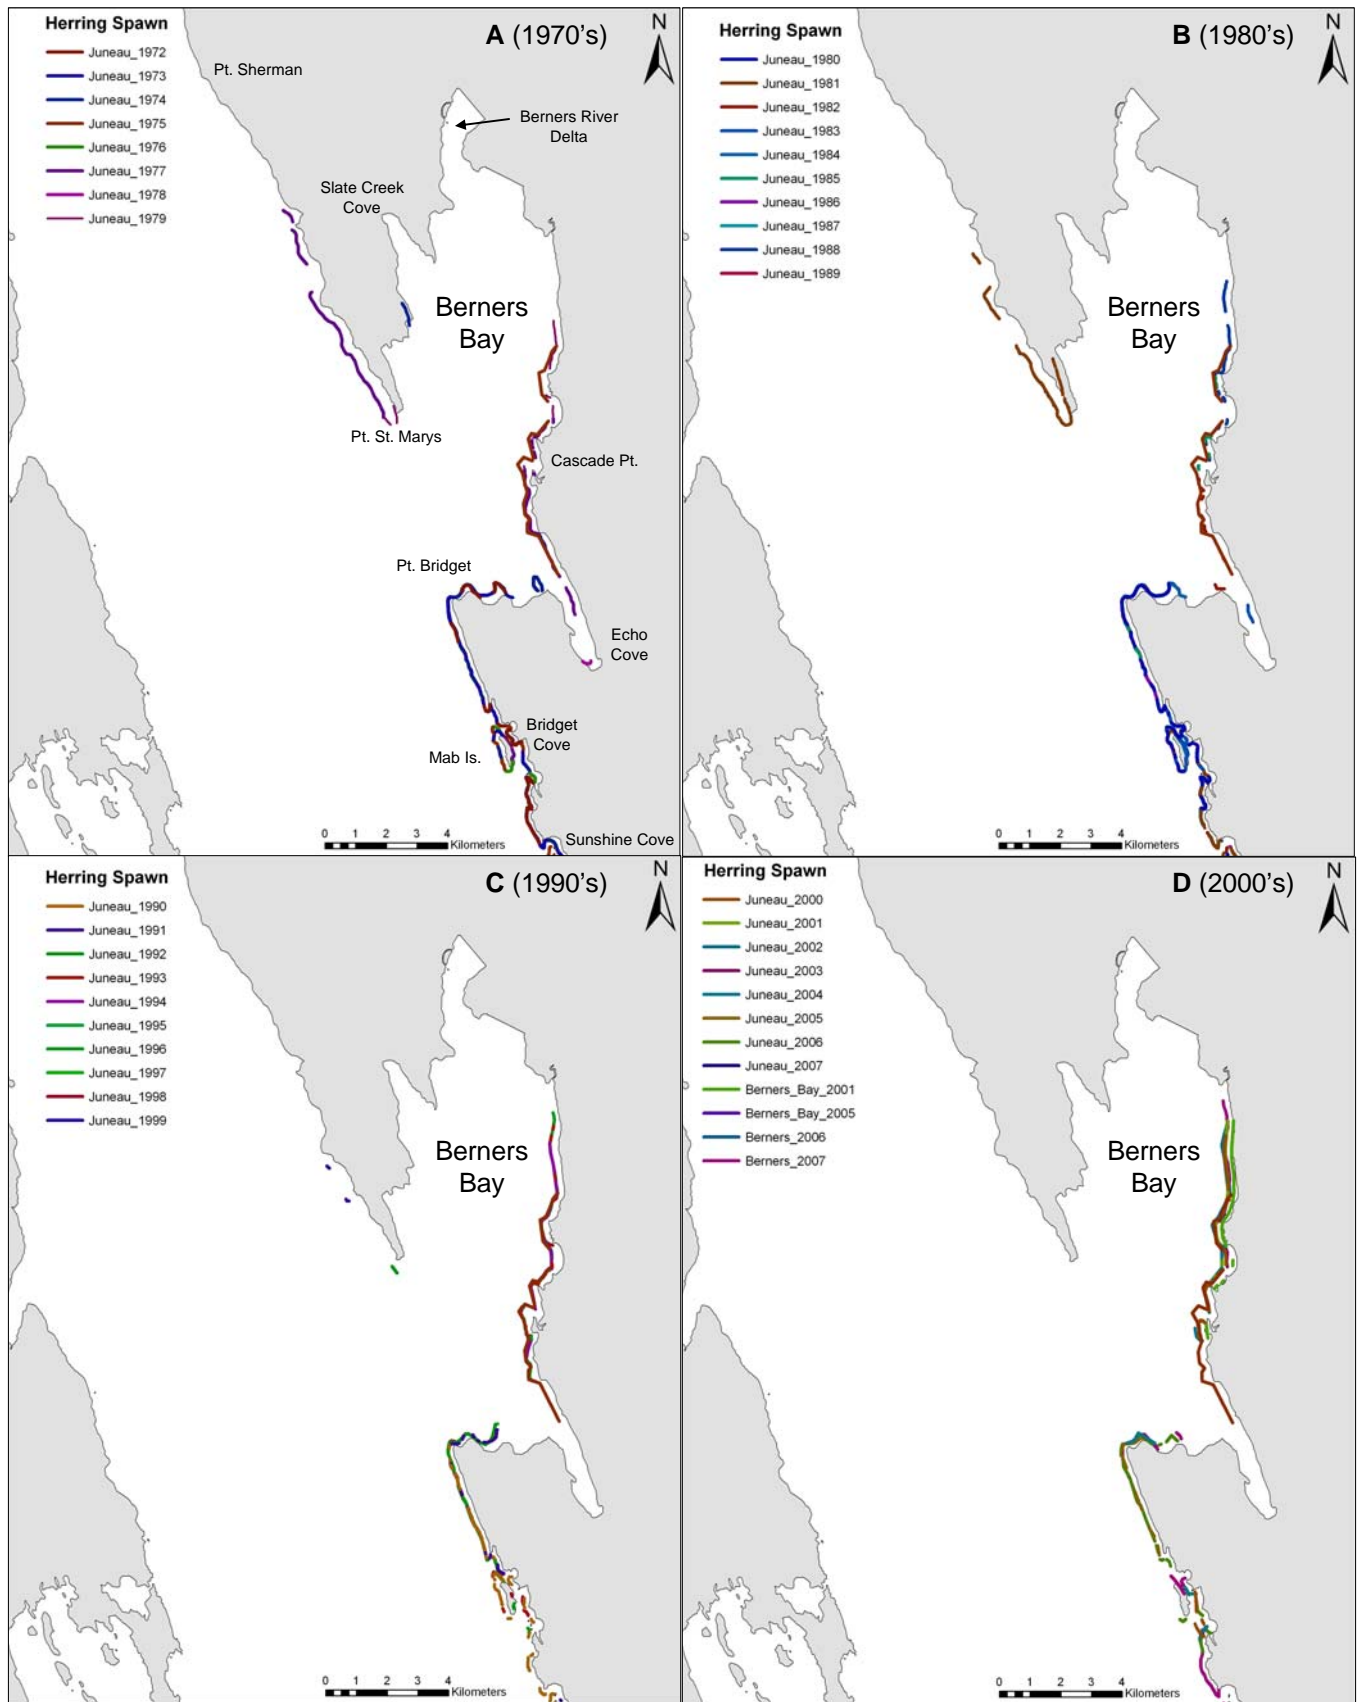 Herring Spawn
Juneau_1972
Juneau_1973
Juneau_1974
Juneau_1975
Juneau_1976
Juneau_1977
Juneau_1978
Juneau_1979
A (1970's)
N
Pt. Sherman
Berners River
Delta
Slate Creek
Cove
Berners
Bay
Pt. St. Marys
Cascade Pt.
Pt. Bridget
Echo
Cove
Bridget
Cove
Mab Is.
Sunshine Cove
0 1 2 3 4
Kilometers
Herring Spawn
Juneau_1980
Juneau_1981
Juneau_1982
Juneau_1983
Juneau_1984
Juneau_1985
Juneau_1986
Juneau_1987
Juneau_1988
Juneau_1989
B (1980's)
N
Berners
Bay
0 1 2 3 4
Kilometers
Herring Spawn
Juneau_1990
Juneau_1991
Juneau_1992
Juneau_1993
Juneau_1994
Juneau_1995
Juneau_1996
Juneau_1997
Juneau_1998
Juneau_1999
C (1990's)
N
Berners
Bay
0 1 2 3 4
Kilometers
Herring Spawn
Juneau_2000
Juneau_2001
Juneau_2002
Juneau_2003
Juneau_2004
Juneau_2005
Juneau_2006
Juneau_2007
Berners_Bay_2001
Berners_Bay_2005
Berners_2006
Berners_2007
D (2000's)
N
Berners
Bay
0 1 2 3 4
Kilometers